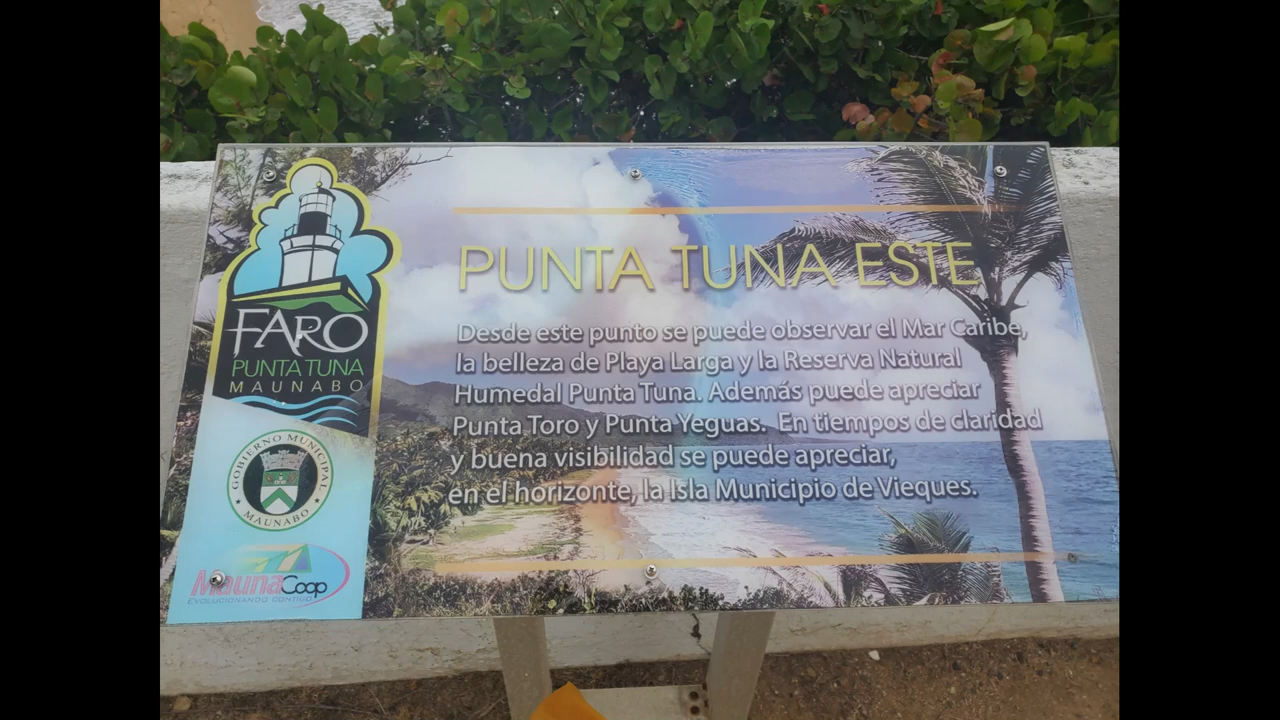 FARO
PUNTA TUNA
MAUNABO
GOBIERNO MUNICIPAL
MAUNABO
MaunaCoop
EVOLUCIONANDO CONTIGO
PUNTA TUNA ESTE
Desde este punto se puede observar el Mar Caribe,
la belleza de Playa Larga y la Reserva Natural
Humedal Punta Tuna. Además puede apreciar
Punta Toro y Punta Yeguas. En tiempos de claridad
y buena visibilidad se puede apreciar,
en el horizonte, la Isla Municipio de Vieques.